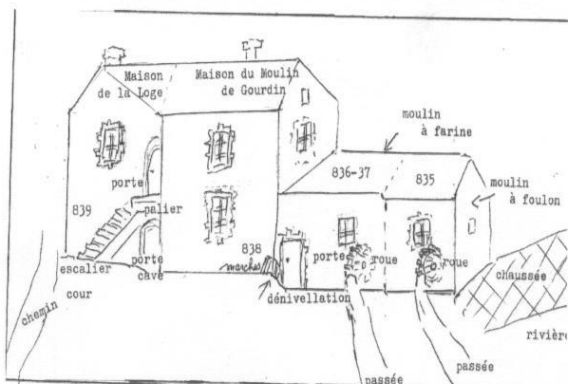 Maison
de la Loge
Maison du Moulin
de Gourdin
moulin
à farine
836-37
835
moulin
à foulon
porte
839
palier
838
porte
roue
roue
chaussée
escalier
porte
cave
marches
cour
dénivellation
chemin
rivière
passée
passée